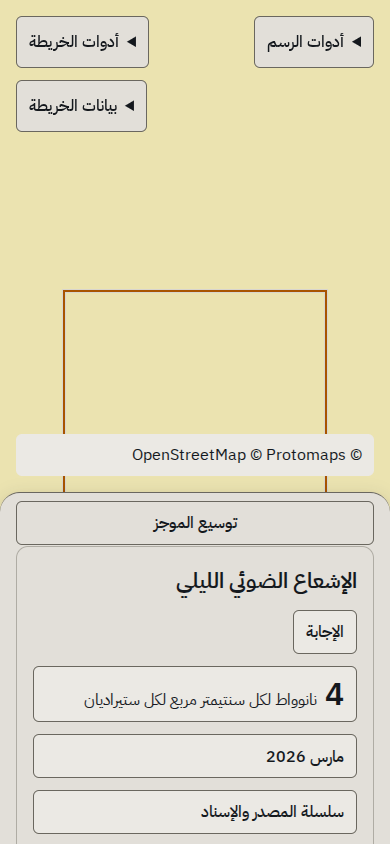 أدوات الرسم
أدوات الخريطة
بيانات الخريطة
OpenStreetMap © Protomaps ©
توسيع الموجز
الإشعاع الضوئي الليلي
الإجابة
4 نانوواط لكل سنتيمتر مربع لكل ستيراديان
مارس 2026
سلسلة المصدر والإسناد